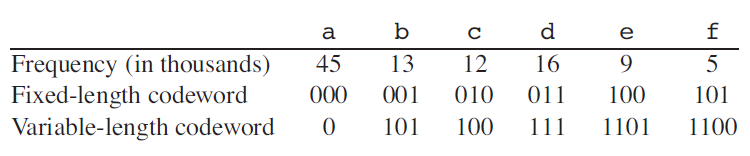 a b c d e f
Frequency (in thousands) 45 13 12 16 9 5
Fixed-length codeword 000 001 010 011 100 101
Variable-length codeword 0 101 100 111 1101 1100